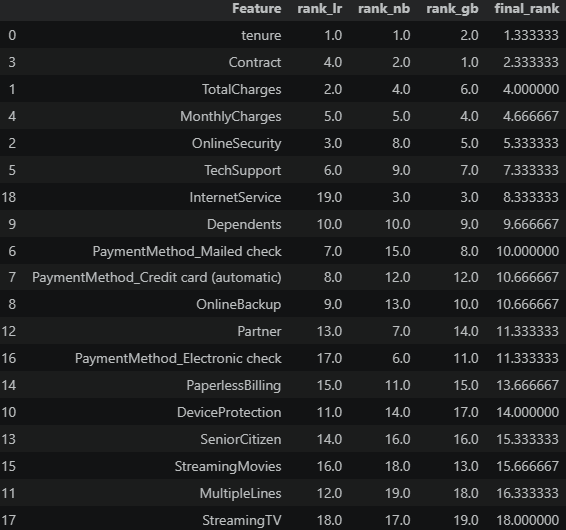 Feature rank_lr rank_nb rank_gb final_rank
0 tenure 1.0 1.0 2.0 1.333333
3 Contract 4.0 2.0 1.0 2.333333
1 TotalCharges 2.0 4.0 6.0 4.000000
4 MonthlyCharges 5.0 5.0 4.0 4.666667
2 OnlineSecurity 3.0 8.0 5.0 5.333333
5 TechSupport 6.0 9.0 7.0 7.333333
18 InternetService 19.0 3.0 3.0 8.333333
9 Dependents 10.0 10.0 9.0 9.666667
6 PaymentMethod_Mailed check 7.0 15.0 8.0 10.000000
7 PaymentMethod_Credit card (automatic) 8.0 12.0 12.0 10.666667
8 OnlineBackup 9.0 13.0 10.0 10.666667
12 Partner 13.0 7.0 14.0 11.333333
16 PaymentMethod_Electronic check 17.0 6.0 11.0 11.333333
14 PaperlessBilling 15.0 11.0 15.0 13.666667
10 DeviceProtection 11.0 14.0 17.0 14.000000
13 SeniorCitizen 14.0 16.0 16.0 15.333333
15 StreamingMovies 16.0 18.0 13.0 15.666667
11 MultipleLines 12.0 19.0 18.0 16.333333
17 StreamingTV 18.0 17.0 19.0 18.000000